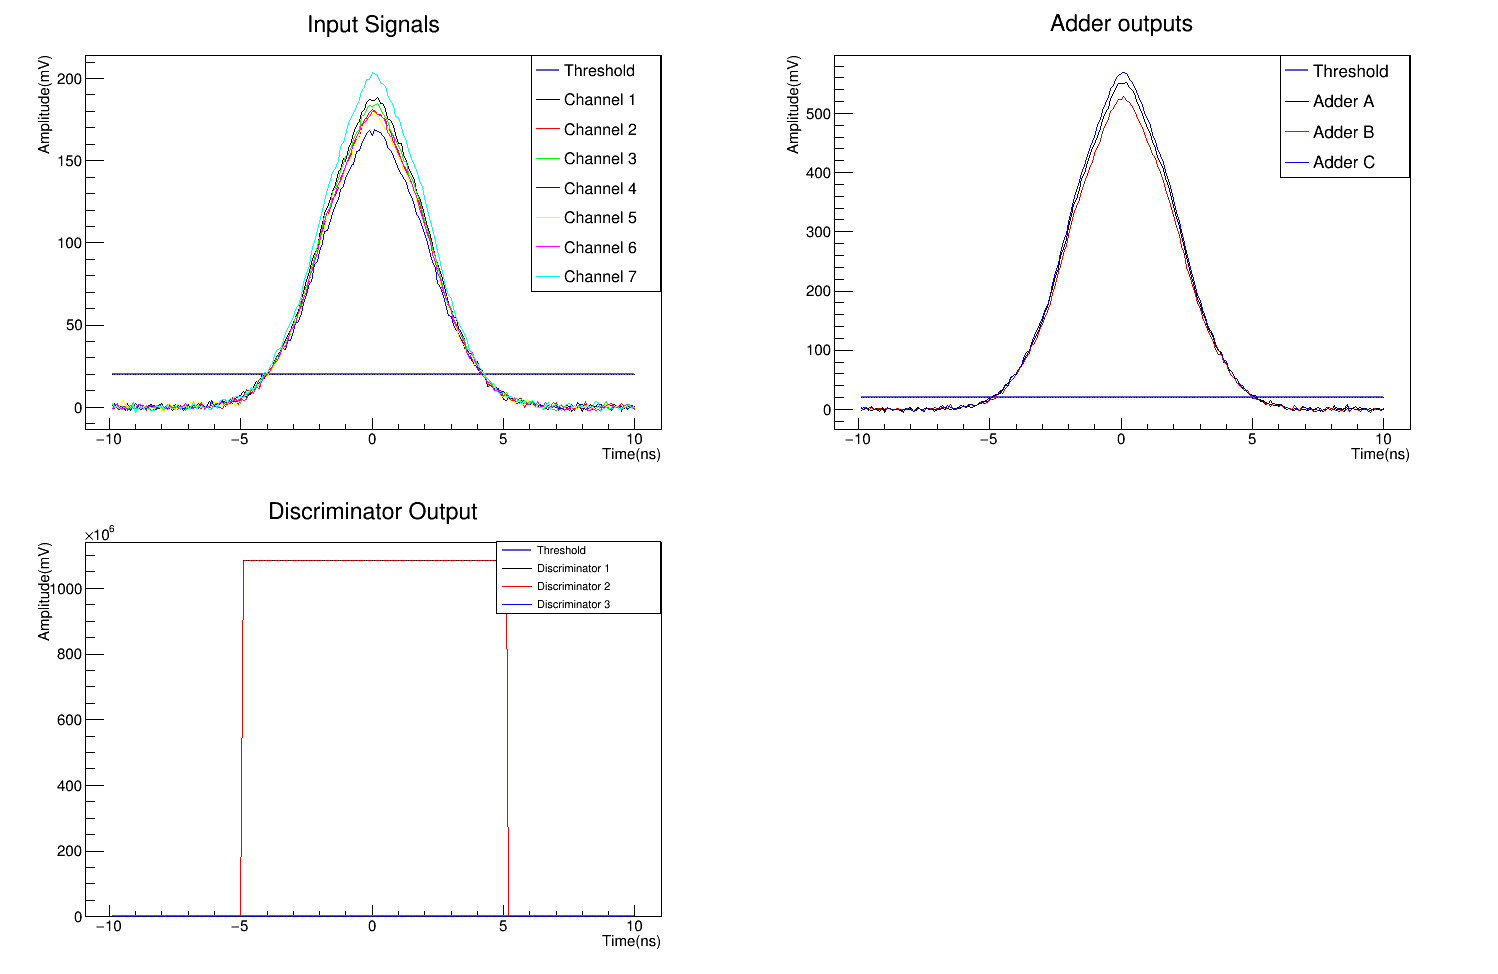 Input Signals
Amplitude(mV)
200
150
100
50
0
−10
−5
0
5
10
Time(ns)
Threshold
Channel 1
Channel 2
Channel 3
Channel 4
Channel 5
Channel 6
Channel 7
Adder outputs
Amplitude(mV)
500
400
300
200
100
0
−10
−5
0
5
10
Time(ns)
Threshold
Adder A
Adder B
Adder C
Discriminator Output
×10⁶
Amplitude(mV)
1000
800
600
400
200
0
−10
−5
0
5
10
Time(ns)
Threshold
Discriminator 1
Discriminator 2
Discriminator 3